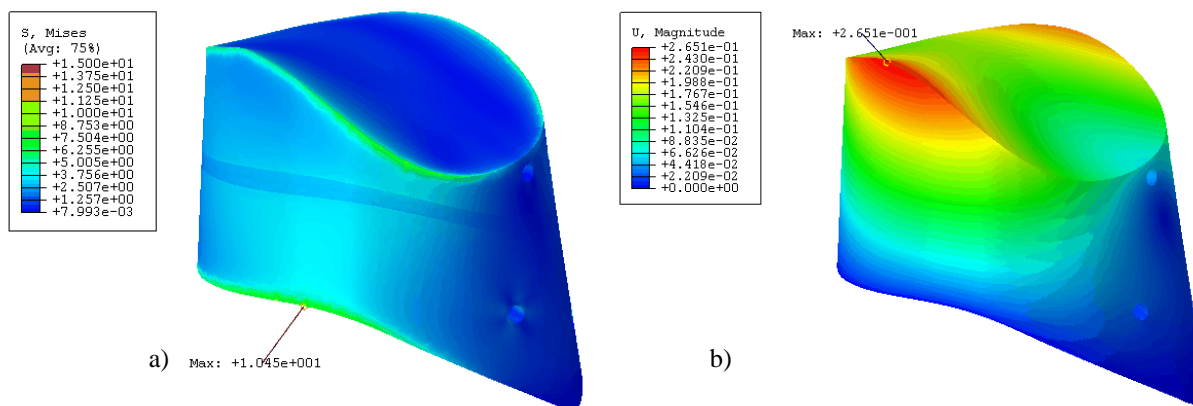 S, Mises
(Avg: 75%)
+1.500e+01
+1.375e+01
+1.250e+01
+1.125e+01
+1.000e+01
+8.753e+00
+7.504e+00
+6.255e+00
+5.005e+00
+3.756e+00
+2.507e+00
+1.257e+00
+7.993e-03
Max: +1.045e+001
a)
U, Magnitude
+2.651e-01
+2.430e-01
+2.209e-01
+1.988e-01
+1.767e-01
+1.546e-01
+1.325e-01
+1.104e-01
+8.835e-02
+6.626e-02
+4.418e-02
+2.209e-02
+0.000e+00
Max: +2.651e-001
b)